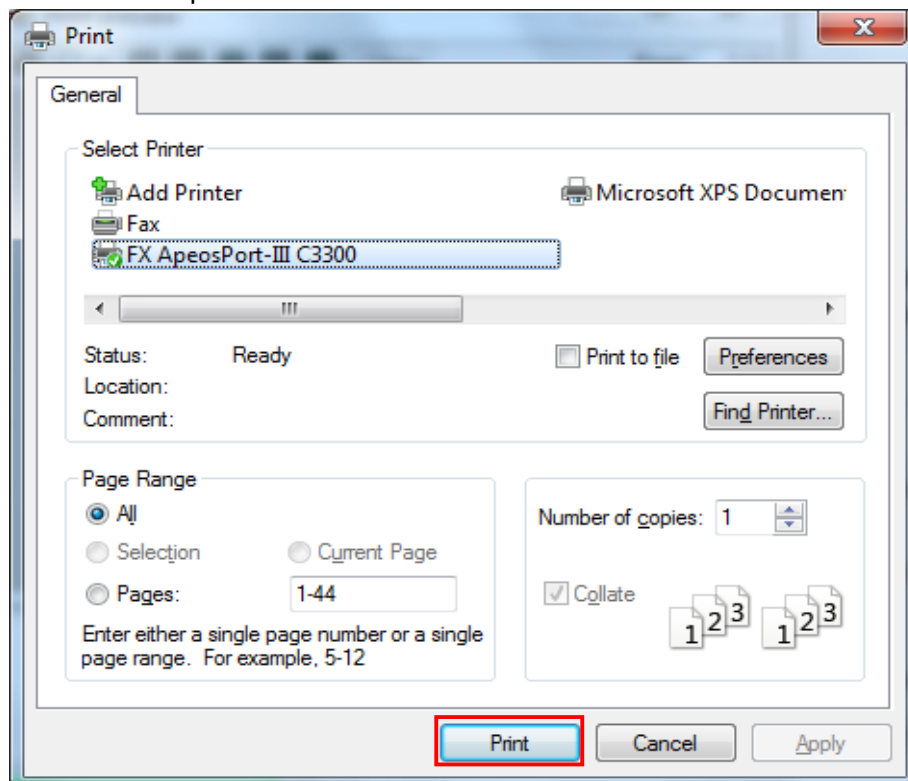 Print
General
Select Printer
Add Printer
Microsoft XPS Documen
Fax
FX ApeosPort-III C3300
Status: Ready
Print to file
Preferences
Location:
Comment:
Find Printer...
Page Range
All
Selection
Current Page
Pages: 1-44
Enter either a single page number or a single
page range. For example, 5-12
Number of copies: 1
Collate
1 2 3 1 2 3
Print
Cancel
Apply